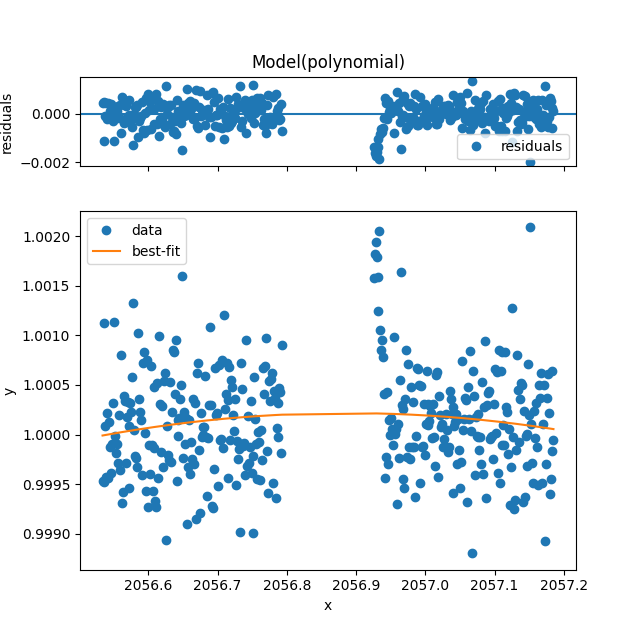 Model(polynomial)
residuals
0.000
−0.002
residuals
y
1.0020
1.0015
1.0010
1.0005
1.0000
0.9995
0.9990
data
best-fit
2056.6 2056.7 2056.8 2056.9 2057.0 2057.1 2057.2
x